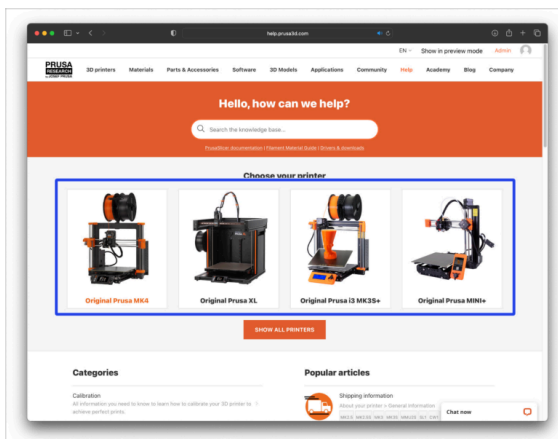 help.prusa3d.com
EN Show in preview mode Admin
PRUSA
RESEARCH
by JOSEF PRUSA
3D printers Materials Parts & Accessories Software 3D Models Applications Community Help Academy Blog Company
Hello, how can we help?
Search the knowledge base...
PrusaSlicer documentation | Filament Material Guide | Drivers & downloads
Choose your printer
Original Prusa MK4 Original Prusa XL Original Prusa i3 MK3S+ Original Prusa MINI+
SHOW ALL PRINTERS
Categories
Calibration
All information you need to know to learn how to calibrate your 3D printer to
achieve perfect prints.
Popular articles
Shipping information
About your printer > General information
Chat now